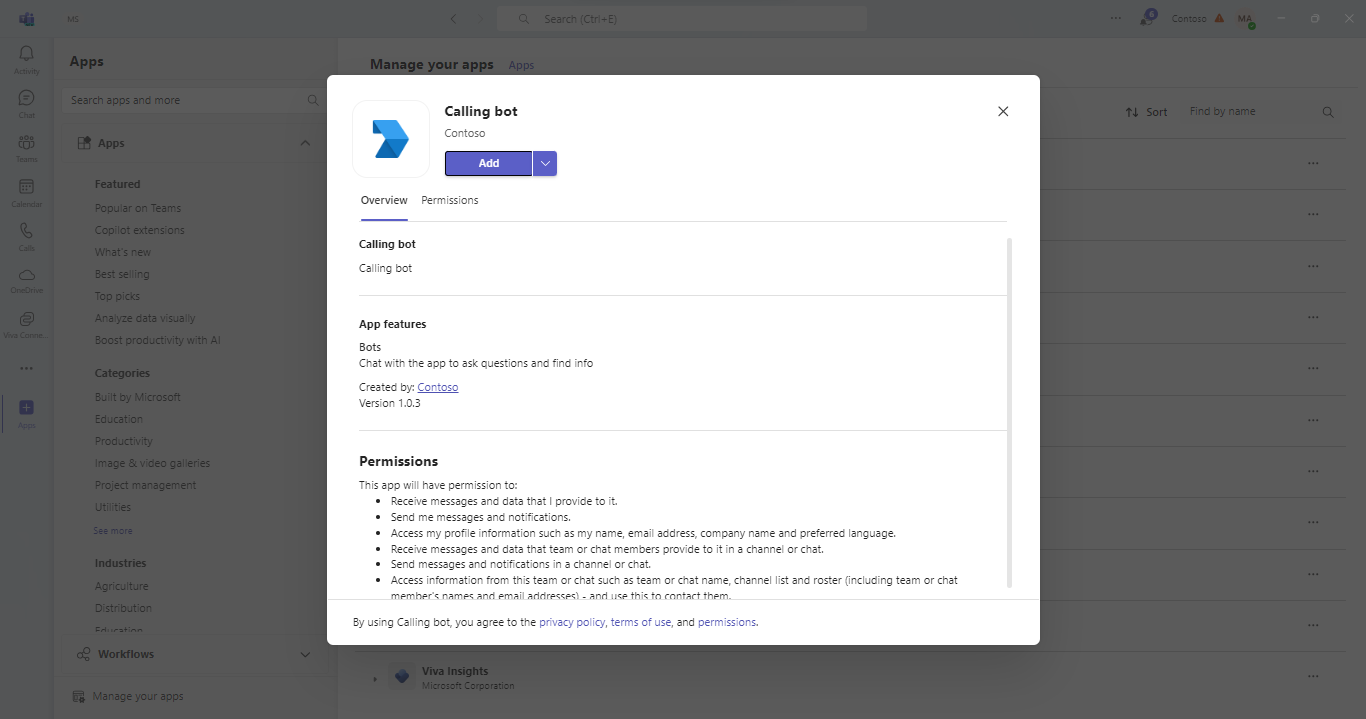 MS
Search (Ctrl+E)
6
Contoso
MA
Activity
Chat
Teams
Calendar
Calls
OneDrive
Viva Conne...
Apps
Apps
Search apps and more
Apps
Featured
Popular on Teams
Copilot extensions
What's new
Best selling
Top picks
Analyze data visually
Boost productivity with AI
Categories
Built by Microsoft
Education
Productivity
Image & video galleries
Project management
Utilities
See more
Industries
Agriculture
Distribution
Education
Workflows
Manage your apps
Manage your apps
Apps
Sort
Find by name
Calling bot
Contoso
Add
Overview
Permissions
Calling bot
Calling bot
App features
Bots
Chat with the app to ask questions and find info
Created by: Contoso
Version 1.0.3
Permissions
This app will have permission to:
• Receive messages and data that I provide to it.
• Send me messages and notifications.
• Access my profile information such as my name, email address, company name and preferred language.
• Receive messages and data that team or chat members provide to it in a channel or chat.
• Send messages and notifications in a channel or chat.
• Access information from this team or chat such as team or chat name, channel list and roster (including team or chat
member's names and email addresses) - and use this to contact them.
By using Calling bot, you agree to the privacy policy, terms of use, and permissions.
Viva Insights
Microsoft Corporation